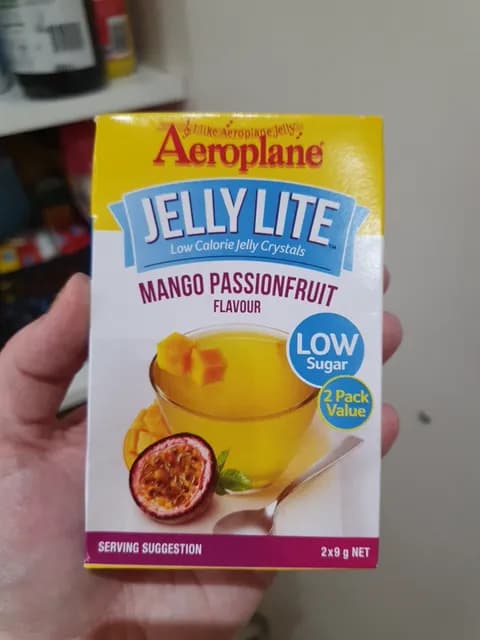 I like Aeroplane Jelly
Aeroplane
JELLY LITE™
Low Calorie Jelly Crystals
MANGO PASSIONFRUIT
FLAVOUR
LOW
Sugar
2 Pack
Value
SERVING SUGGESTION
2x9 g NET